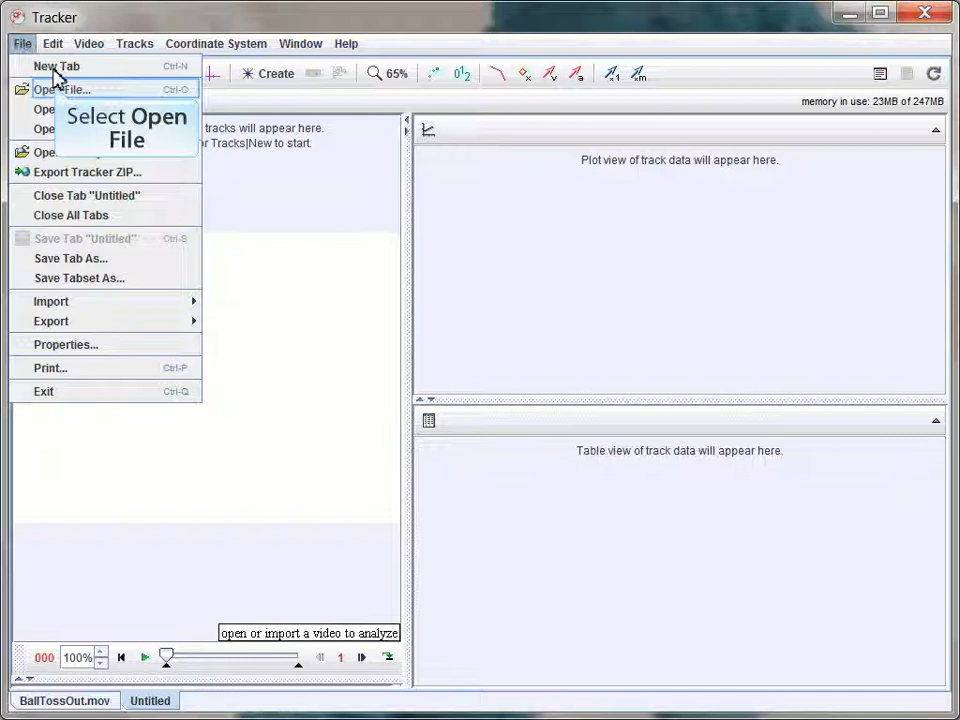 Tracker
File Edit Video Tracks Coordinate System Window Help
New Tab Ctrl-N
Create 65%
Open File... Ctrl-O
memory in use: 23MB of 247MB
Select Open
File
tracks will appear here.
or Tracks|New to start.
Export Tracker ZIP...
Close Tab "Untitled"
Close All Tabs
Save Tab "Untitled" Ctrl-S
Save Tab As...
Save Tabset As...
Import
Export
Properties...
Print... Ctrl-P
Exit Ctrl-Q
Plot view of track data will appear here.
Table view of track data will appear here.
open or import a video to analyze
000 100% 1
BallTossOut.mov Untitled